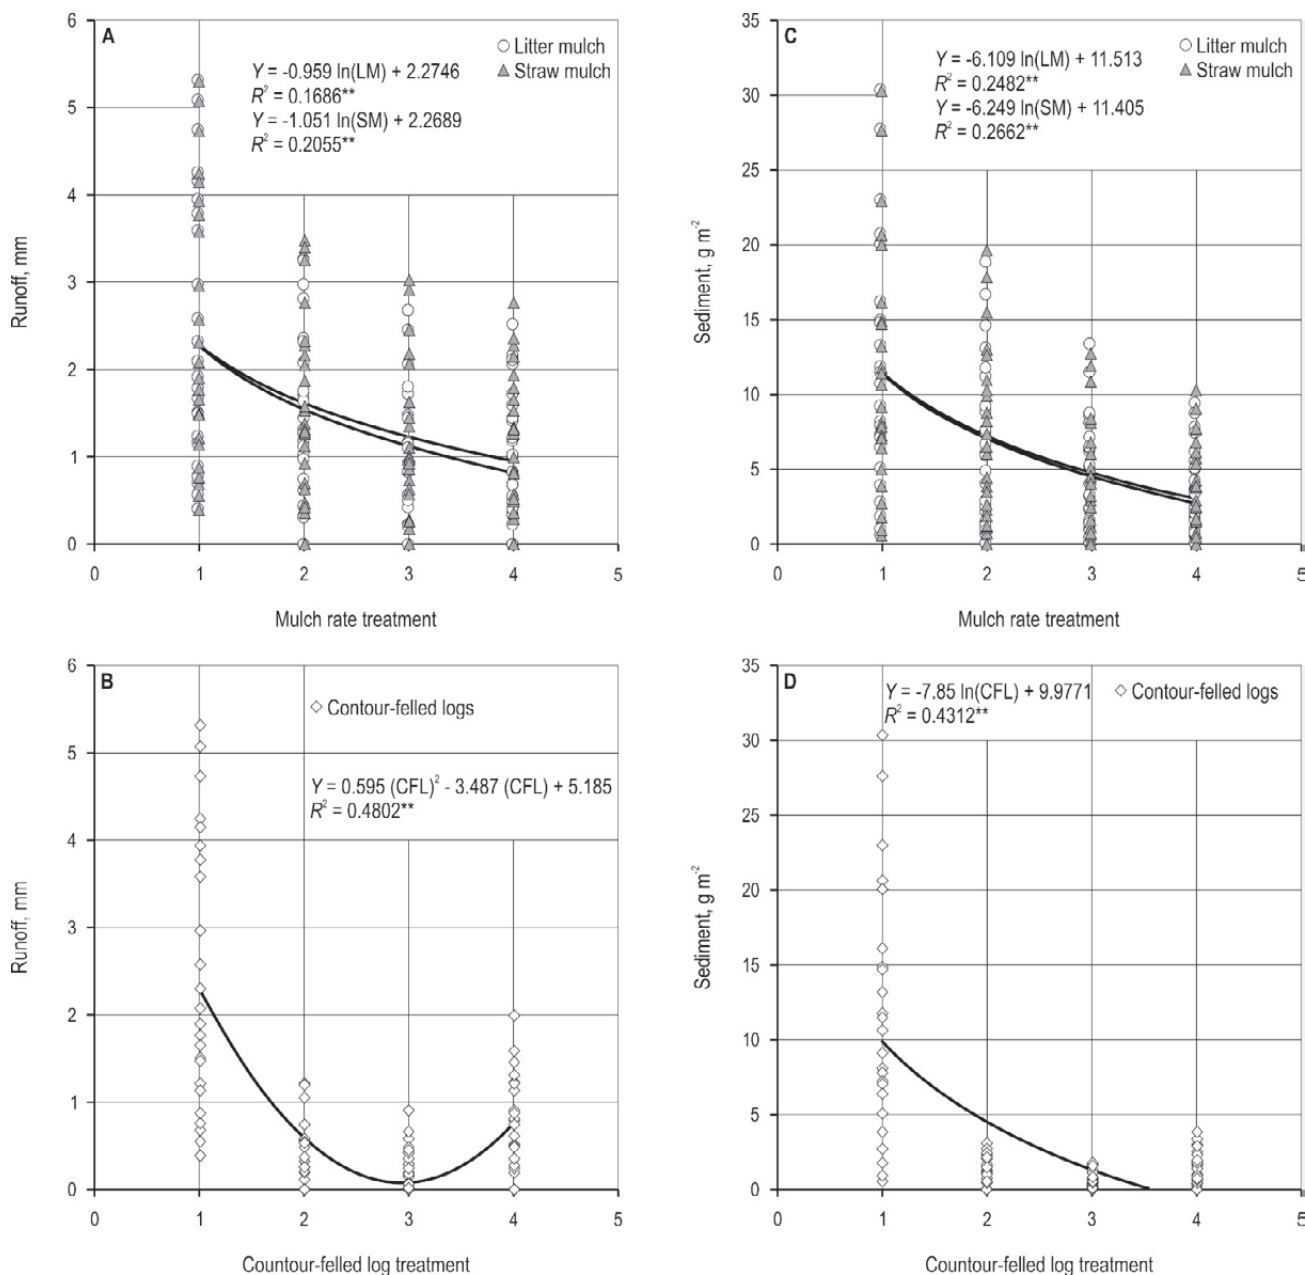 A
Litter mulch
Straw mulch
Y = -0.959 ln(LM) + 2.2746
R² = 0.1686**
Y = -1.051 ln(SM) + 2.2689
R² = 0.2055**
6
5
4
3
2
1
0
Runoff, mm
0 1 2 3 4 5
Mulch rate treatment
C
Litter mulch
Straw mulch
Y = -6.109 ln(LM) + 11.513
R² = 0.2482**
Y = -6.249 ln(SM) + 11.405
R² = 0.2662**
35
30
25
20
15
10
5
0
Sediment, g m⁻²
0 1 2 3 4 5
Mulch rate treatment
B
Contour-felled logs
Y = 0.595 (CFL)² - 3.487 (CFL) + 5.185
R² = 0.4802**
6
5
4
3
2
1
0
Runoff, mm
0 1 2 3 4 5
Countour-felled log treatment
D
Y = -7.85 ln(CFL) + 9.9771
R² = 0.4312**
Contour-felled logs
35
30
25
20
15
10
5
0
Sediment, g m⁻²
0 1 2 3 4 5
Countour-felled log treatment